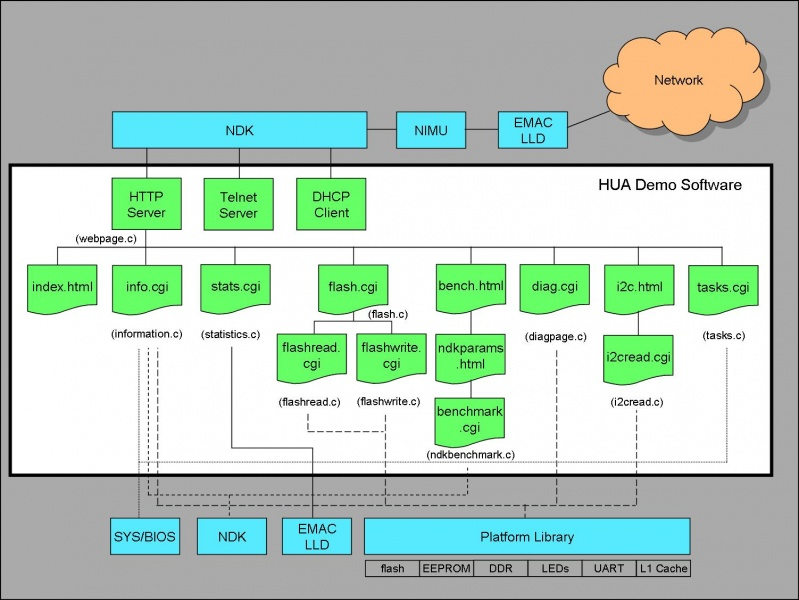 Network
NDK
NIMU
EMAC
LLD
HUA Demo Software
HTTP
Server
Telnet
Server
DHCP
Client
(webpage.c)
index.html
info.cgi
stats.cgi
flash.cgi
bench.html
diag.cgi
i2c.html
tasks.cgi
(flash.c)
(information.c)
(statistics.c)
flashread.
cgi
flashwrite.
cgi
ndkparams
.html
(diagpage.c)
i2cread.cgi
(tasks.c)
(flashread.c)
(flashwrite.c)
(i2cread.c)
benchmark
.cgi
(ndkbenchmark.c)
SYS/BIOS
NDK
EMAC
LLD
Platform Library
flash
EEPROM
DDR
LEDs
UART
L1 Cache